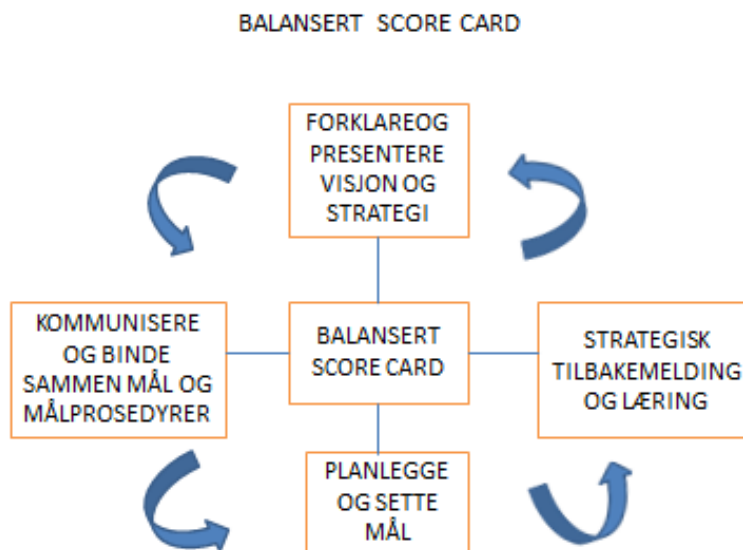 BALANSERT SCORE CARD
FORKLAREOG
PRESENTERE
VISJON OG
STRATEGI
KOMMUNISERE
OG BINDE
SAMMEN MÅL OG
MÅLPROSEDYRER
BALANSERT
SCORE CARD
STRATEGISK
TILBAKEMELDING
OG LÆRING
PLANLEGGE
OG SETTE
MÅL